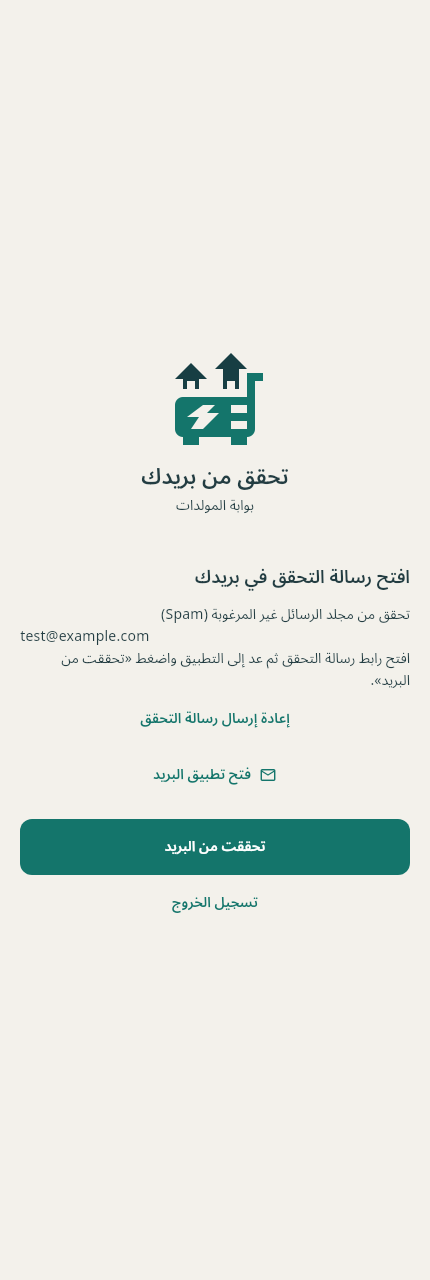 تحقق من بريدك
بوابة المولدات
افتح رسالة التحقق في بريدك
تحقق من مجلد الرسائل غير المرغوبة (Spam)
test@example.com
افتح رابط رسالة التحقق ثم عد إلى التطبيق واضغط «تحققت من
البريد».
إعادة إرسال رسالة التحقق
فتح تطبيق البريد
تحققت من البريد
تسجيل الخروج